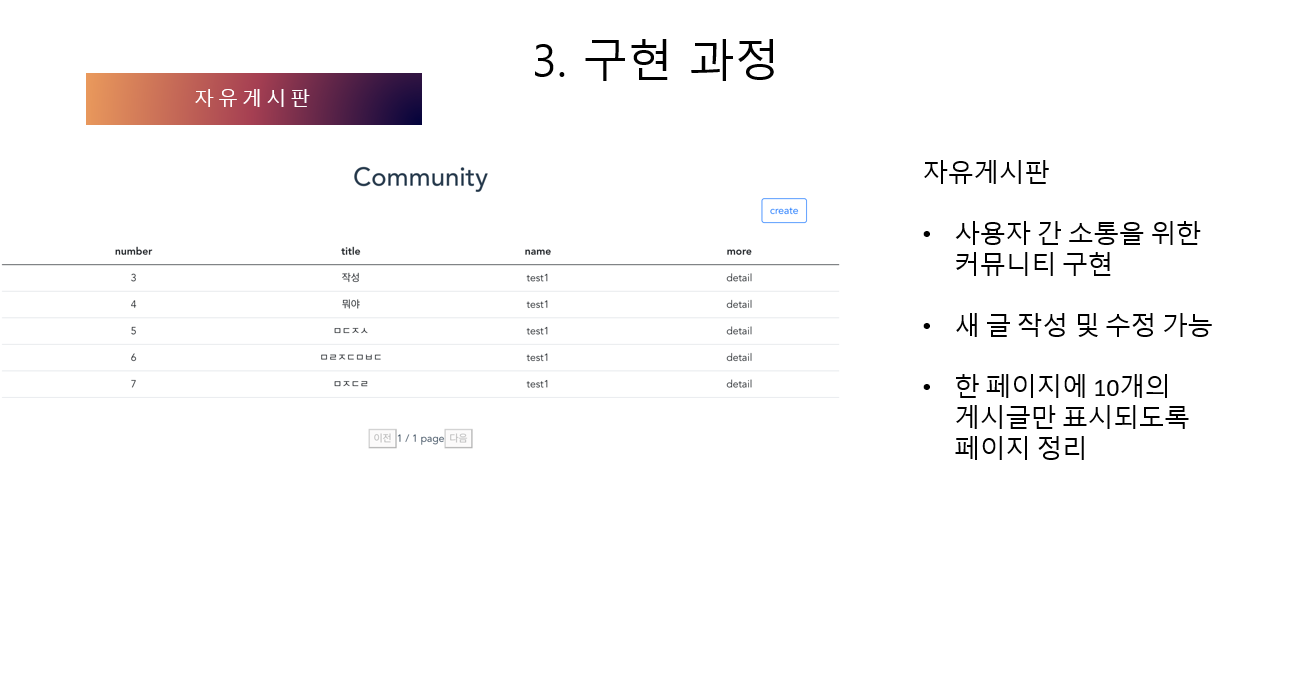 3. 구현 과정
자유게시판
Community
create
number title name more
3 작성 test1 detail
4 뭐야 test1 detail
5 ㅁㄷㅈㅅ test1 detail
6 ㅁㄹㅈㄷㅁㅂㄷ test1 detail
7 ㅁㅈㄷㄹ test1 detail
이전 1 / 1 page 다음
자유게시판
• 사용자 간 소통을 위한
커뮤니티 구현
• 새 글 작성 및 수정 가능
• 한 페이지에 10개의
게시글만 표시되도록
페이지 정리